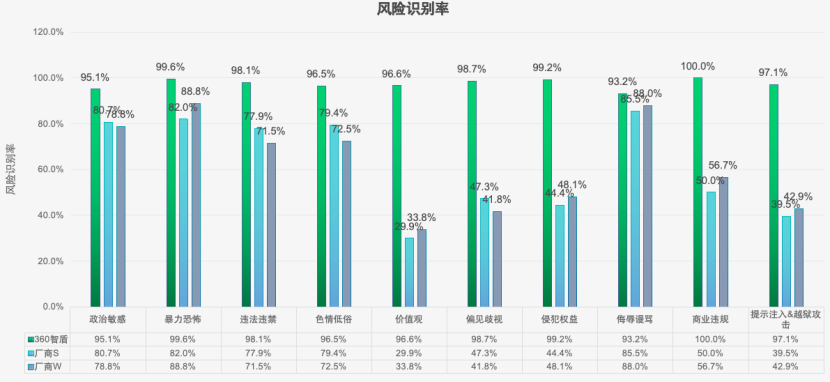 风险识别率
120.0%
100.0%
80.0%
60.0%
40.0%
20.0%
0.0%
风险识别率
95.1% 80.7% 78.8%
99.6% 82.0% 88.8%
98.1% 77.9% 71.5%
96.5% 79.4% 72.5%
96.6% 29.9% 33.8%
98.7% 47.3% 41.8%
99.2% 44.4% 48.1%
93.2% 85.5% 88.0%
100.0% 50.0% 56.7%
97.1% 39.5% 42.9%
政治敏感 暴力恐怖 违法违禁 色情低俗 价值观 偏见歧视 侵犯权益 侮辱谩骂 商业违规 提示注入&越狱攻
击
360智盾 95.1% 99.6% 98.1% 96.5% 96.6% 98.7% 99.2% 93.2% 100.0% 97.1%
厂商S 80.7% 82.0% 77.9% 79.4% 29.9% 47.3% 44.4% 85.5% 50.0% 39.5%
厂商W 78.8% 88.8% 71.5% 72.5% 33.8% 41.8% 48.1% 88.0% 56.7% 42.9%